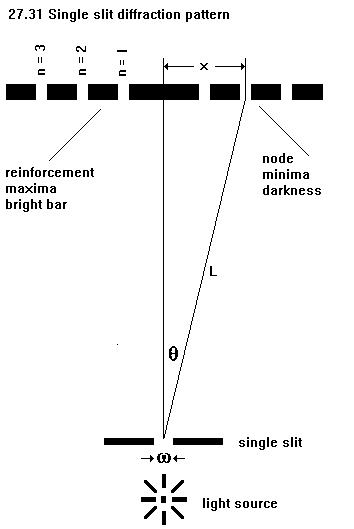 27.31 Single slit diffraction pattern
n = 3
n = 2
n = 1
x
reinforcement
maxima
bright bar
node
minima
darkness
L
θ
single slit
ω
light source